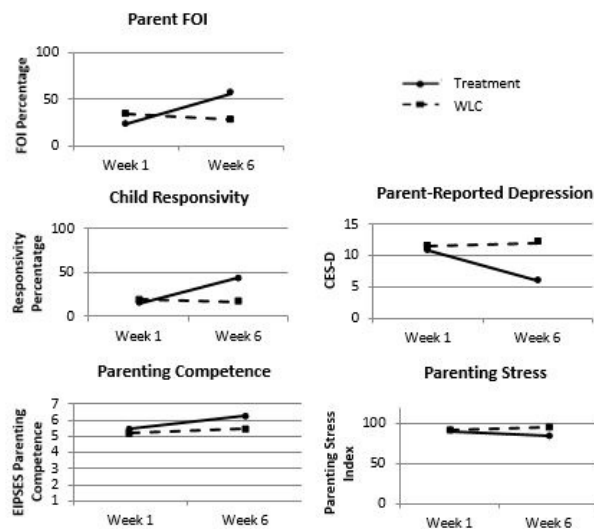 Parent FOI
FOI Percentage
100
50
0
Week 1
Week 6
Treatment
WLC
Child Responsivity
Responsivity
Percentatge
100
50
0
Week 1
Week 6
Parent-Reported Depression
CES-D
15
10
5
0
Week 1
Week 6
Parenting Competence
EIPSES Parenting
Competence
7
6
5
4
3
2
1
Week 1
Week 6
Parenting Stress
Parenting Stress
Index
100
50
0
Week 1
Week 6